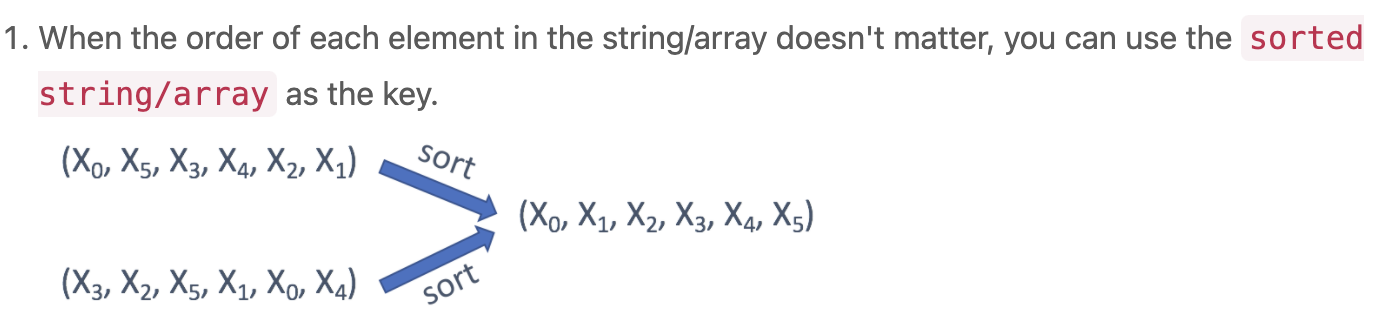 1. When the order of each element in the string/array doesn't matter, you can use the sorted
string/array as the key.
(X₀, X₅, X₃, X₄, X₂, X₁)
sort
(X₀, X₁, X₂, X₃, X₄, X₅)
(X₃, X₂, X₅, X₁, X₀, X₄)
sort